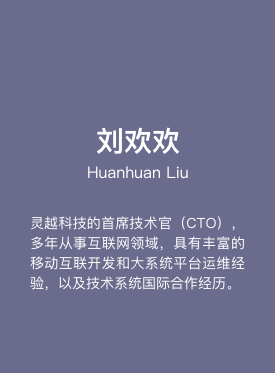 刘欢欢
Huanhuan Liu
灵越科技的首席技术官（CTO），
多年从事互联网领域，具有丰富的
移动互联开发和大系统平台运维经
验，以及技术系统国际合作经历。